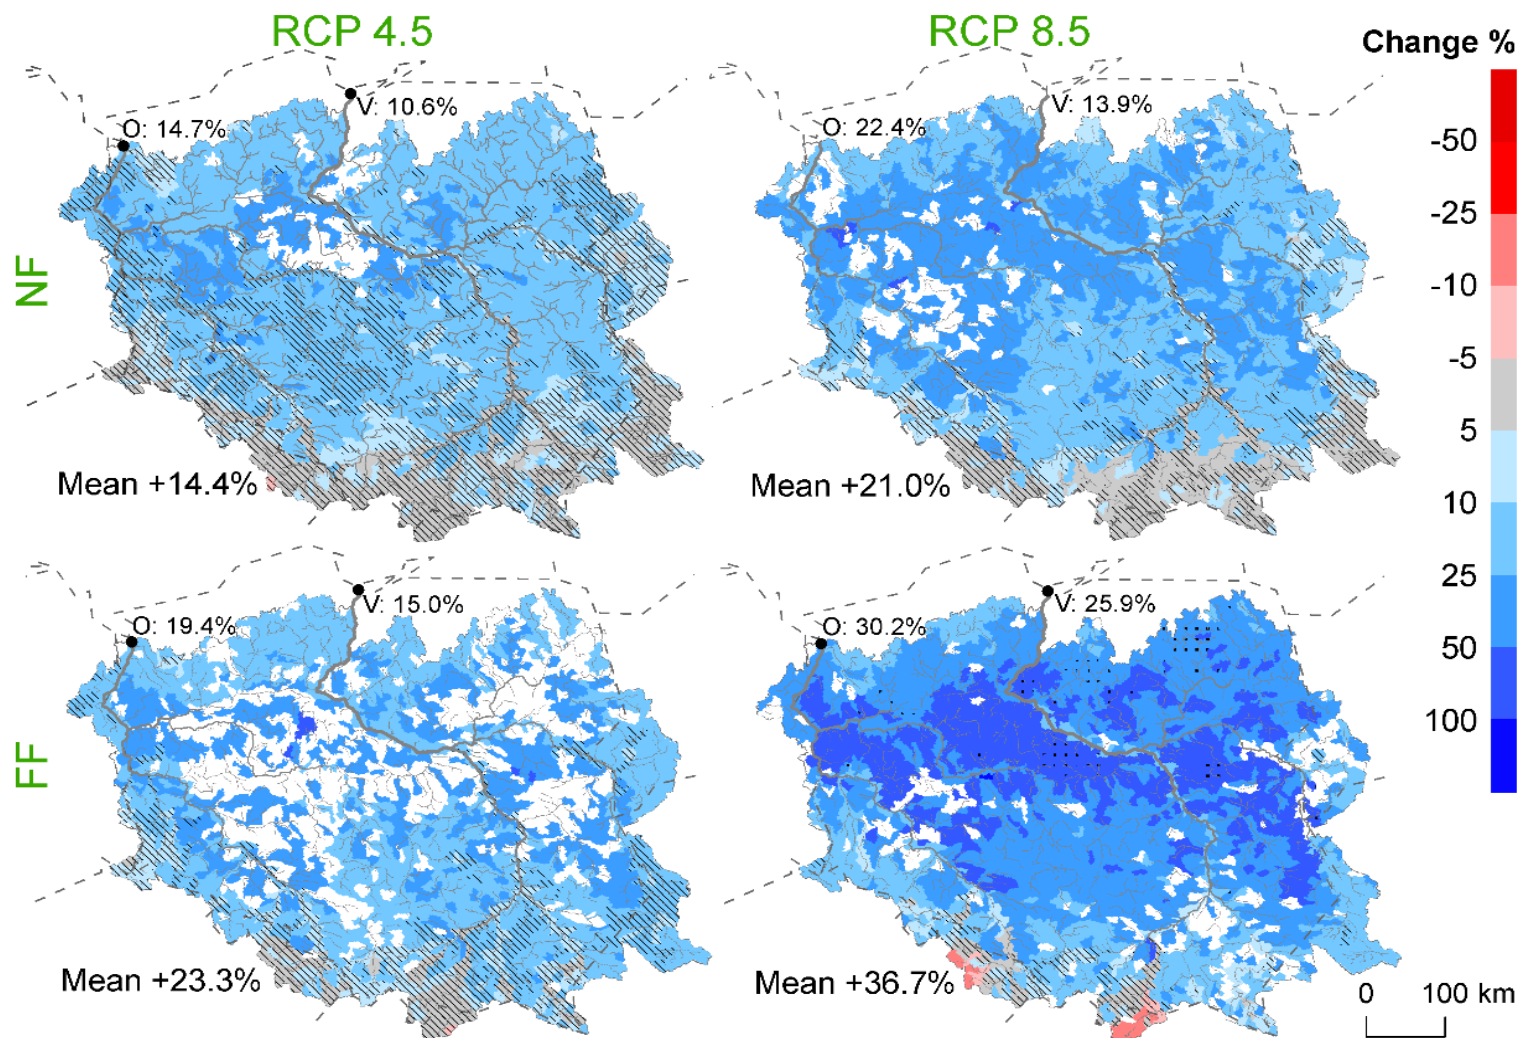 RCP 4.5
RCP 8.5
Change %
V: 10.6%
O: 14.7%
V: 13.9%
O: 22.4%
NF
Mean +14.4%
Mean +21.0%
-50
-25
-10
-5
5
10
25
50
100
V: 15.0%
O: 19.4%
V: 25.9%
O: 30.2%
FF
Mean +23.3%
Mean +36.7%
0 100 km